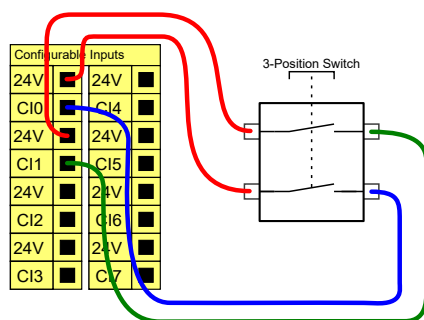 Configurable Inputs
3-Position Switch
24V 24V
CI0 CI4
24V 24V
CI1 CI5
24V 24V
CI2 CI6
24V 24V
CI3 CI7